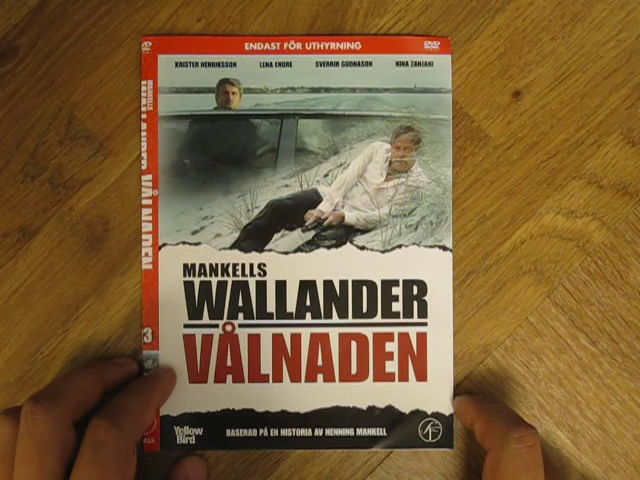 ENDAST FÖR UTHYRNING
DVD
KRISTER HENRIKSSON LENA ENDRE SVERRIR GUDNASON NINA ZANJANI
MANKELLS
WALLANDER
VÅLNADEN
Yellow
Bird
BASERAD PÅ EN HISTORIA AV HENNING MANKELL
MANKELLS
WALLANDER VÅLNADEN
3